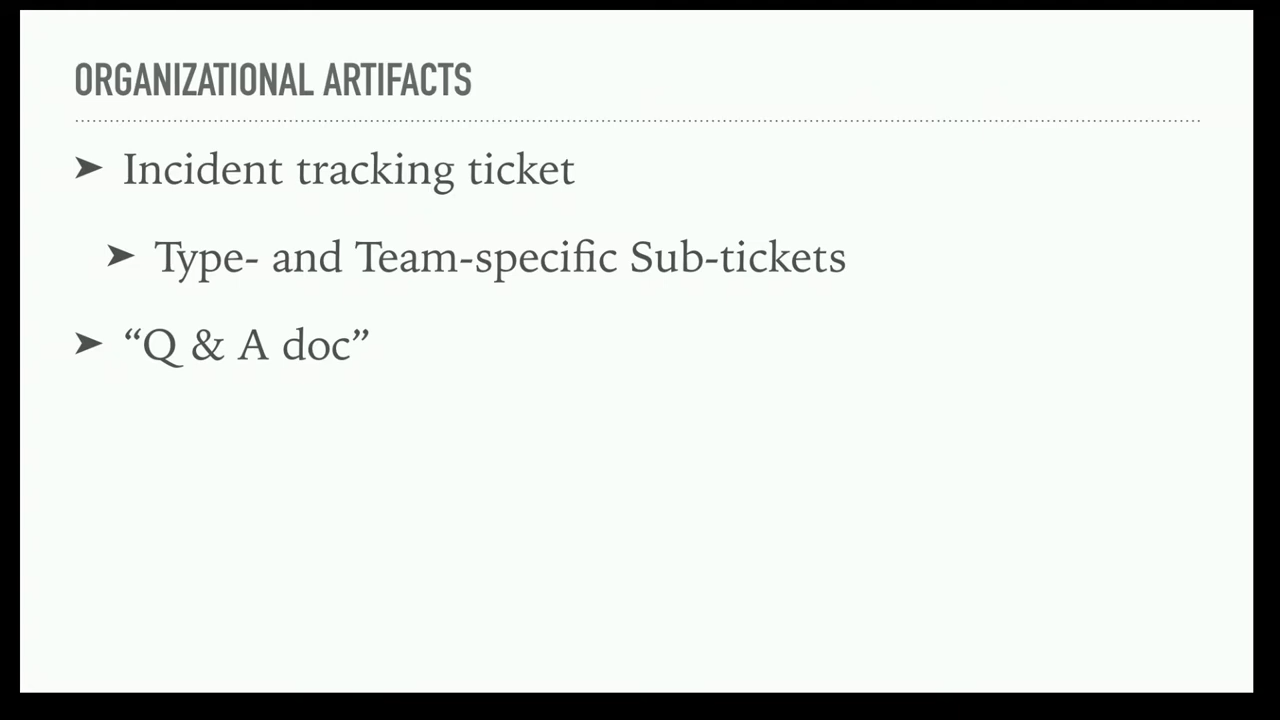 ORGANIZATIONAL ARTIFACTS
➤ Incident tracking ticket
➤ Type- and Team-specific Sub-tickets
➤ “Q & A doc”